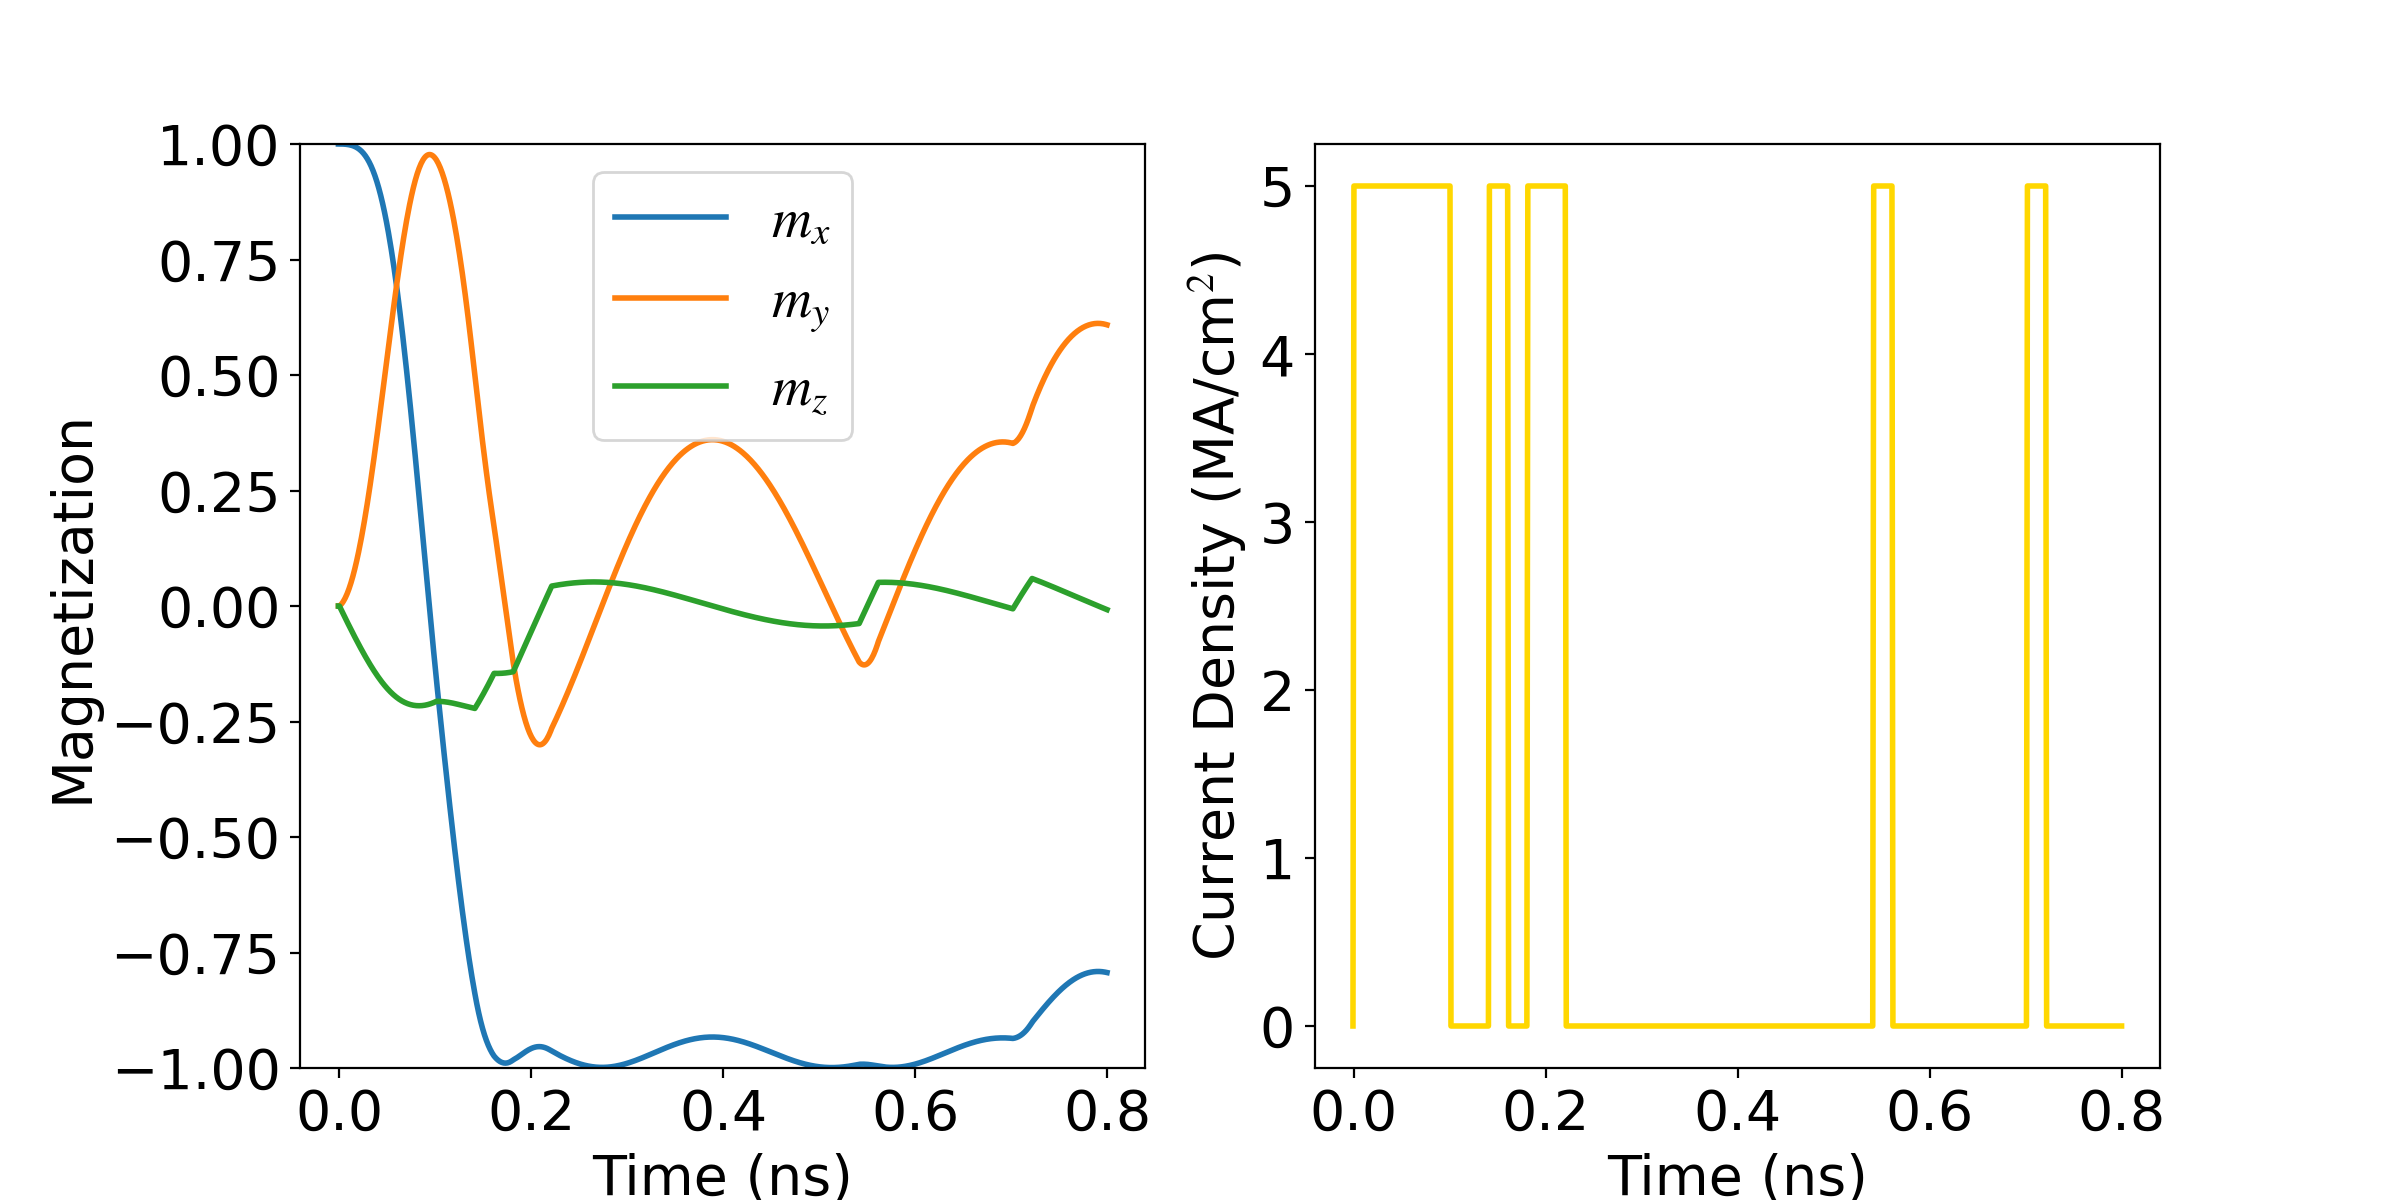 1.00
0.75
0.50
0.25
0.00
−0.25
−0.50
−0.75
−1.00
Magnetization
0.0 0.2 0.4 0.6 0.8
Time (ns)
m_x
m_y
m_z
5
4
3
2
1
0
Current Density (MA/cm²)
0.0 0.2 0.4 0.6 0.8
Time (ns)